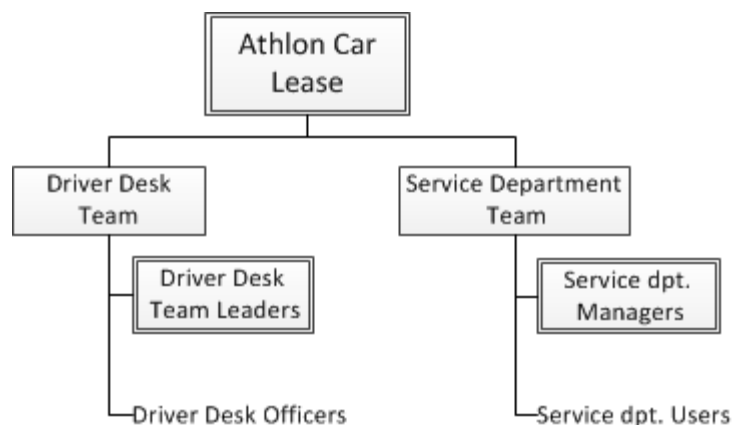 Athlon Car
Lease
Driver Desk
Team
Service Department
Team
Driver Desk
Team Leaders
Service dpt.
Managers
Driver Desk Officers
Service dpt. Users